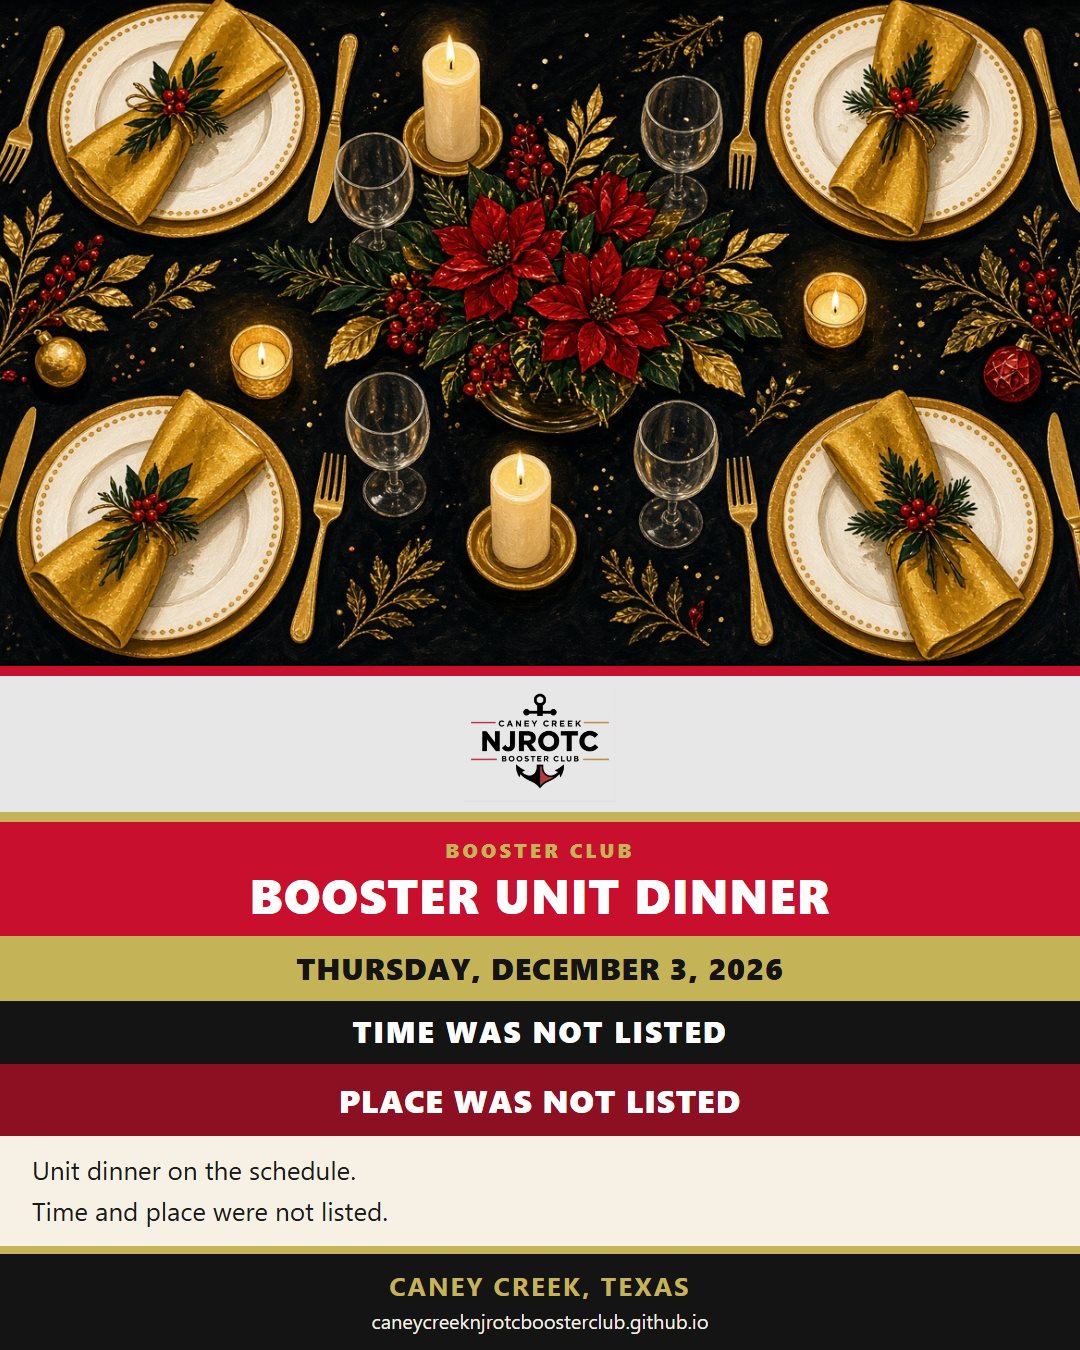 CANEY CREEK
NJROTC
BOOSTER CLUB
BOOSTER CLUB
BOOSTER UNIT DINNER
THURSDAY, DECEMBER 3, 2026
TIME WAS NOT LISTED
PLACE WAS NOT LISTED
Unit dinner on the schedule.
Time and place were not listed.
CANEY CREEK, TEXAS
caneycreeknjrotcboosterclub.github.io